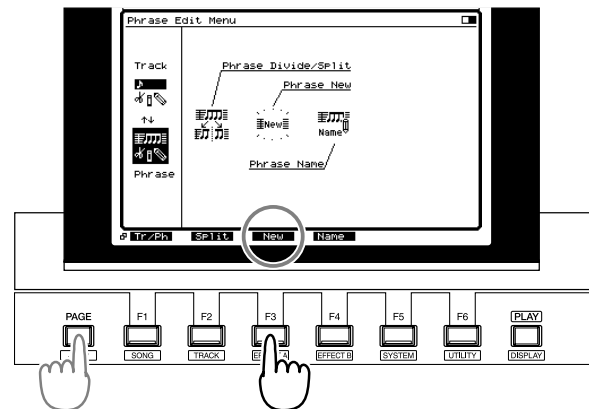 Phrase Edit Menu
Track
Phrase Divide/Split
Phrase New
New
Name
Phrase Name
Phrase
Tr/Ph Split New Name
PAGE F1 F2 F3 F4 F5 F6 PLAY
SONG TRACK EFFECT B SYSTEM UTILITY DISPLAY